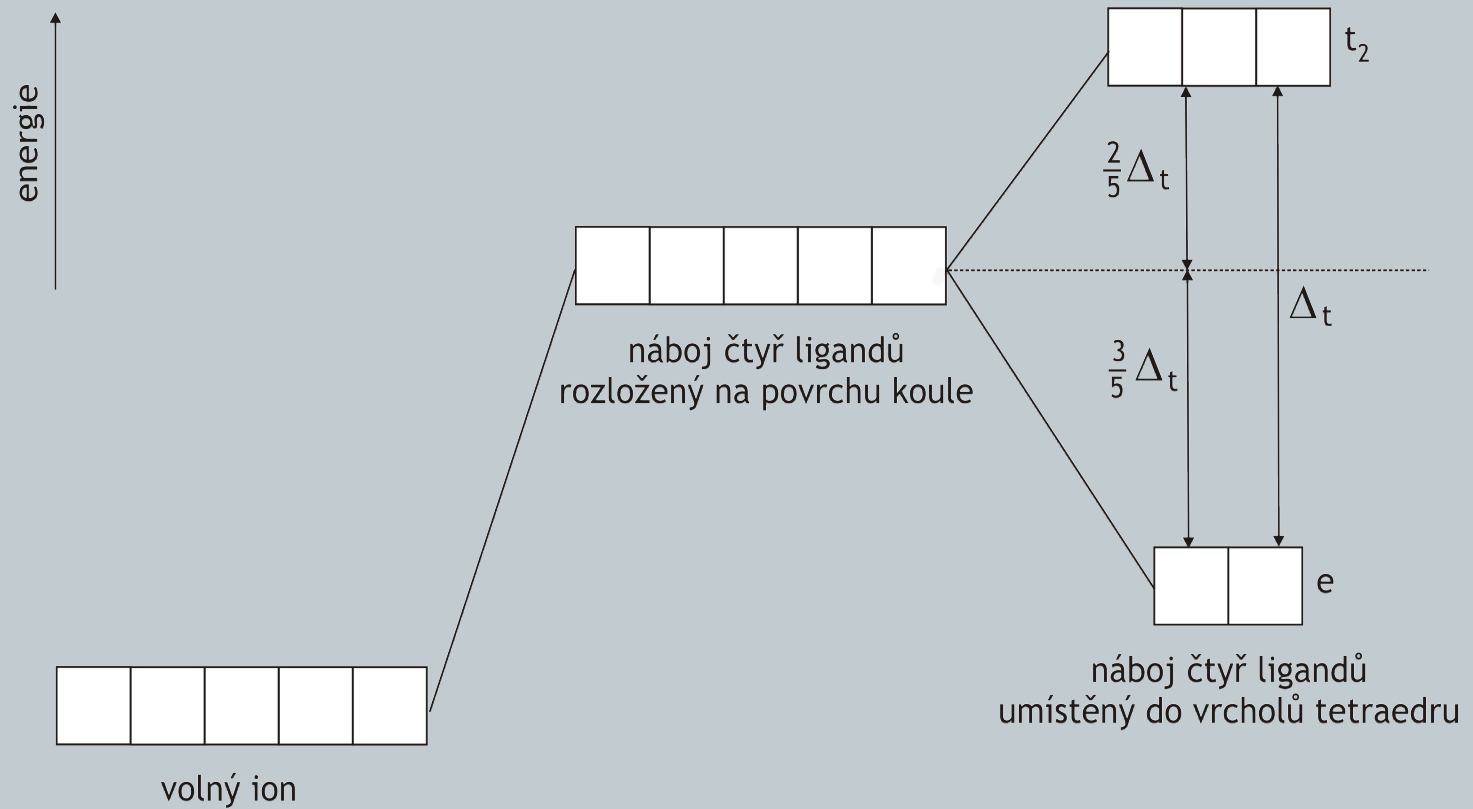 energie
t₂
2/5 Δt
Δt
3/5 Δt
náboj čtyř ligandů
rozložený na povrchu koule
e
náboj čtyř ligandů
umístěný do vrcholů tetraedru
volný ion